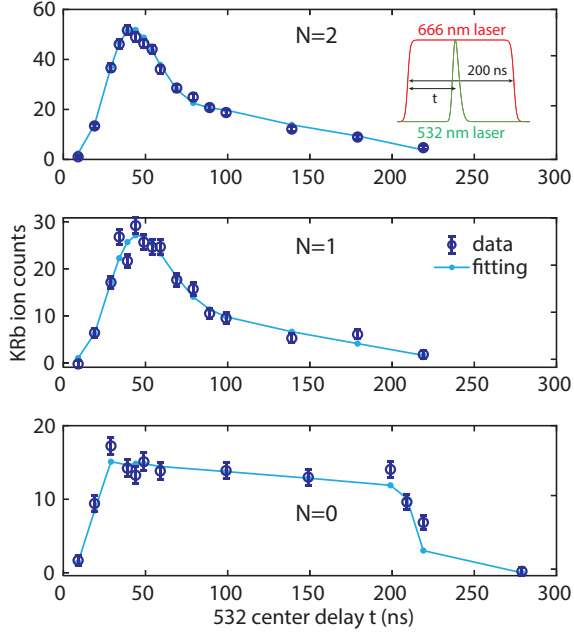 60
40
20
0
N=2
666 nm laser
200 ns
t
532 nm laser
0 50 100 150 200 250 300
30
20
10
0
N=1
data
fitting
KRb ion counts
0 50 100 150 200 250 300
20
10
0
N=0
0 50 100 150 200 250 300
532 center delay t (ns)